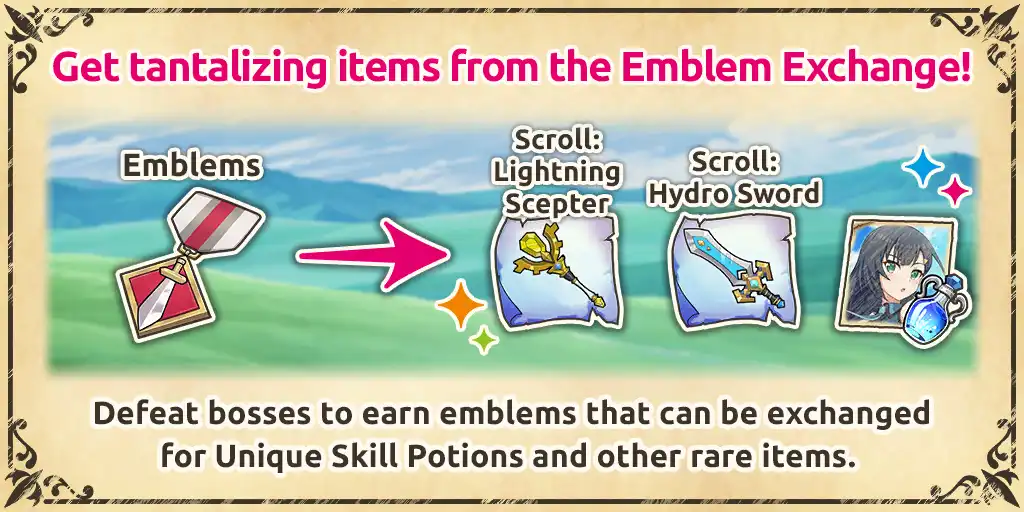 Get tantalizing items from the Emblem Exchange!
Emblems
Scroll:
Lightning
Scepter
Scroll:
Hydro Sword
Defeat bosses to earn emblems that can be exchanged
for Unique Skill Potions and other rare items.